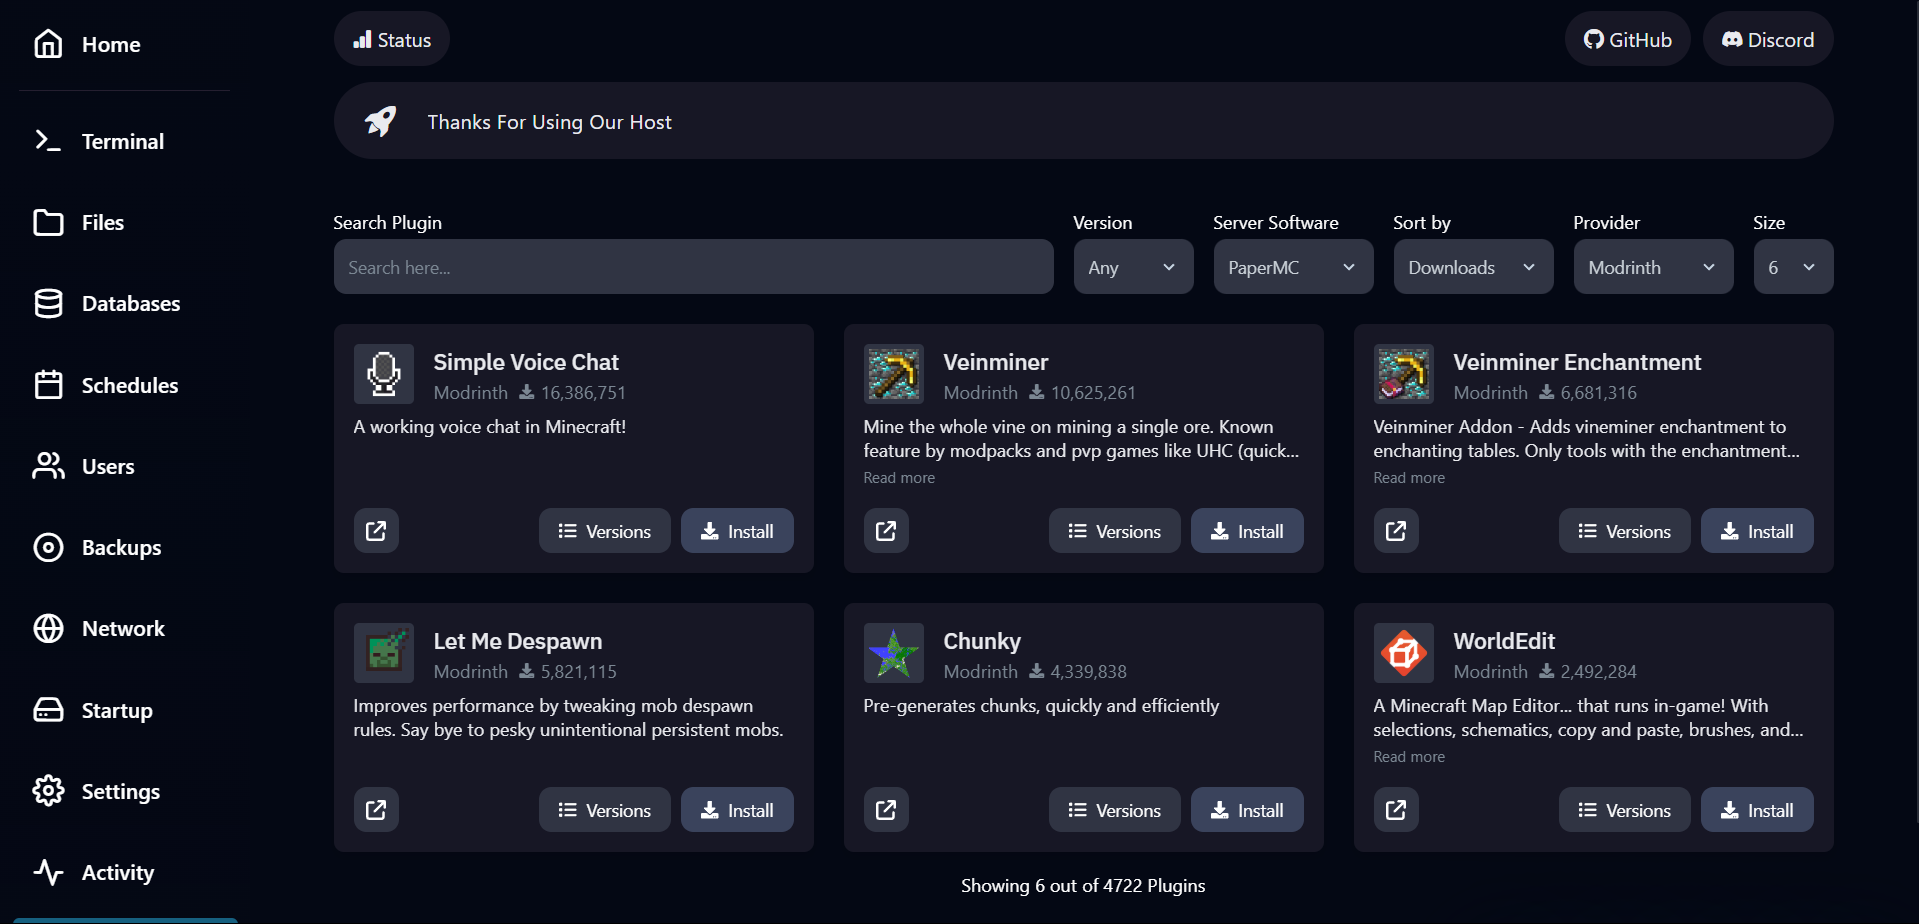 Home
Terminal
Files
Databases
Schedules
Users
Backups
Network
Startup
Settings
Activity
Status
GitHub
Discord
Thanks For Using Our Host
Search Plugin
Search here...
Version
Any
Server Software
PaperMC
Sort by
Downloads
Provider
Modrinth
Size
6
Simple Voice Chat
Modrinth 16,386,751
A working voice chat in Minecraft!
Versions
Install
Veinminer
Modrinth 10,625,261
Mine the whole vine on mining a single ore. Known
feature by modpacks and pvp games like UHC (quick...
Read more
Versions
Install
Veinminer Enchantment
Modrinth 6,681,316
Veinminer Addon - Adds vineminer enchantment to
enchanting tables. Only tools with the enchantment...
Read more
Versions
Install
Let Me Despawn
Modrinth 5,821,115
Improves performance by tweaking mob despawn
rules. Say bye to pesky unintentional persistent mobs.
Versions
Install
Chunky
Modrinth 4,339,838
Pre-generates chunks, quickly and efficiently
Versions
Install
WorldEdit
Modrinth 2,492,284
A Minecraft Map Editor... that runs in-game! With
selections, schematics, copy and paste, brushes, and...
Read more
Versions
Install
Showing 6 out of 4722 Plugins